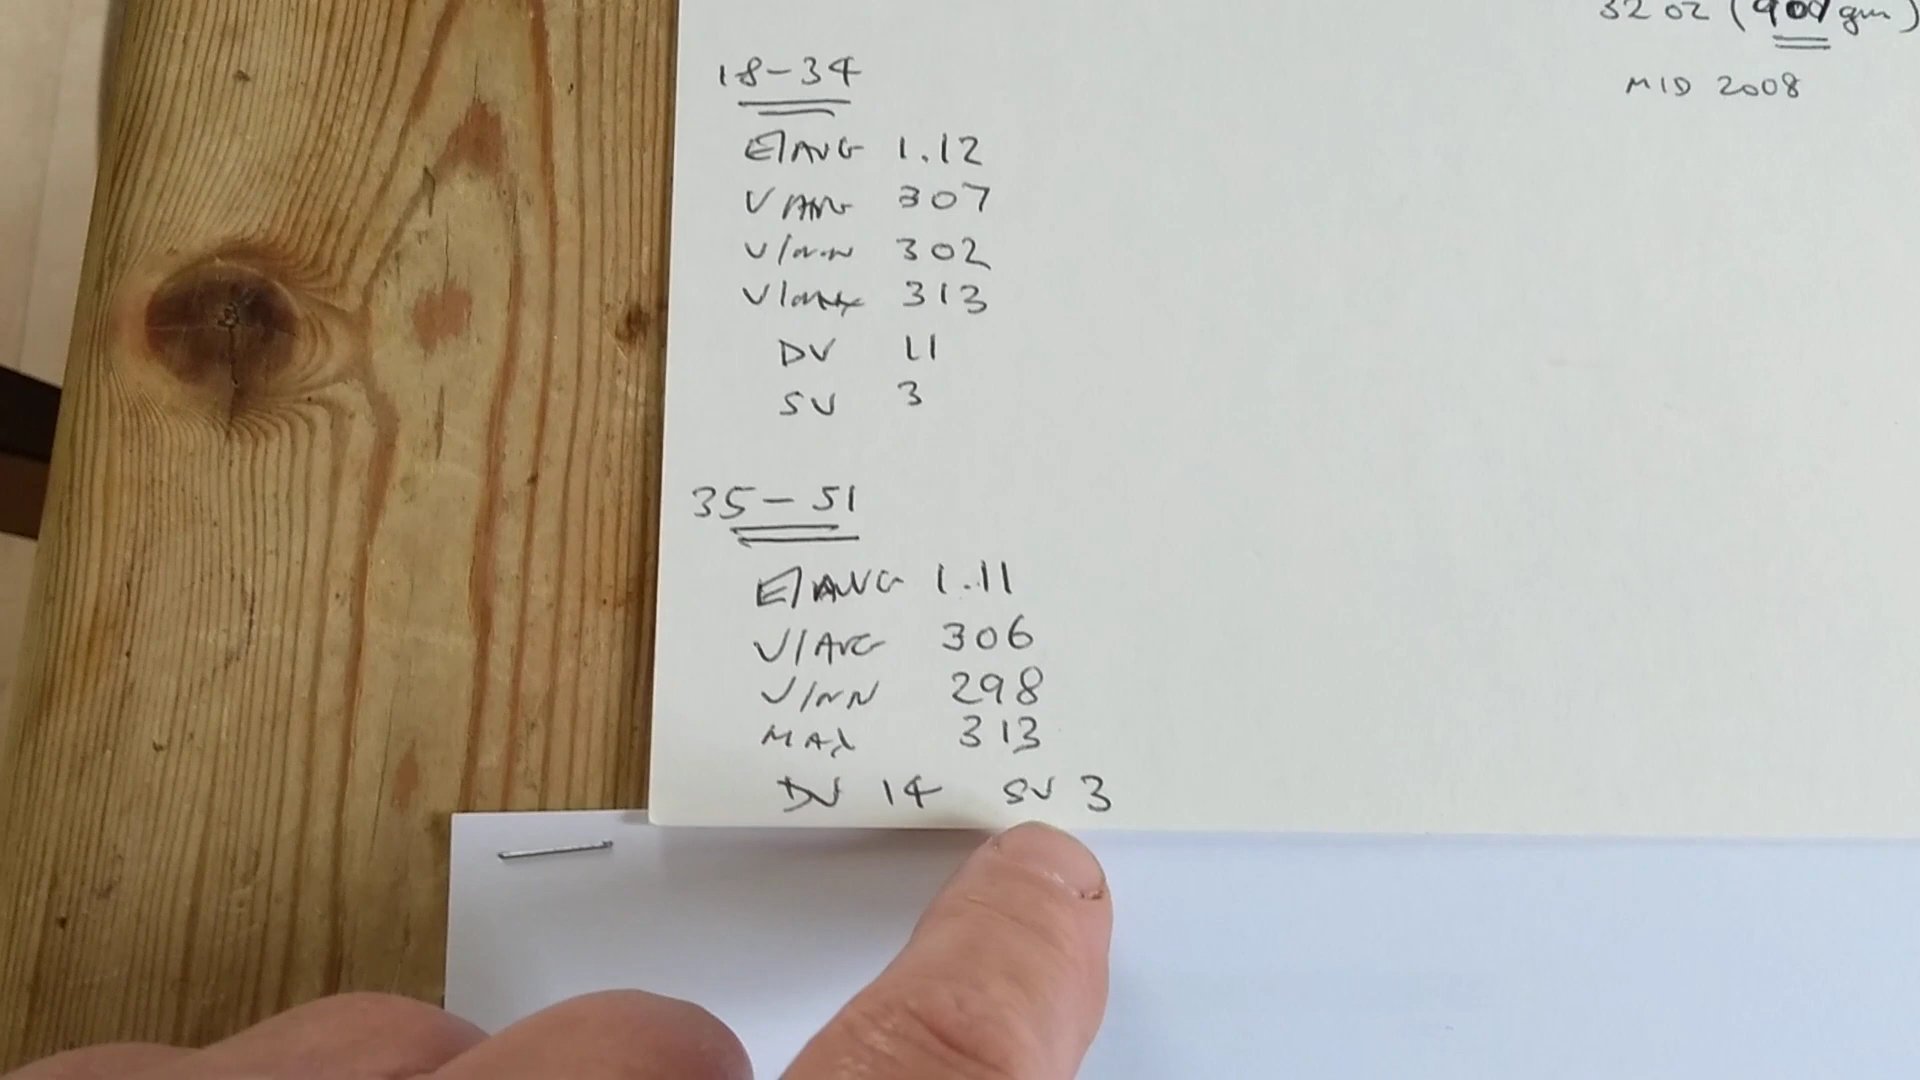 32 oz (907 gm)
MID 2008
18-34
E/AVG 1.12
V AVG 307
V/MIN 302
V/MAX 313
DV 11
SV 3
35-51
E/AVG 1.11
V/AVG 306
V/MIN 298
MAX 313
DV 14 SV 3